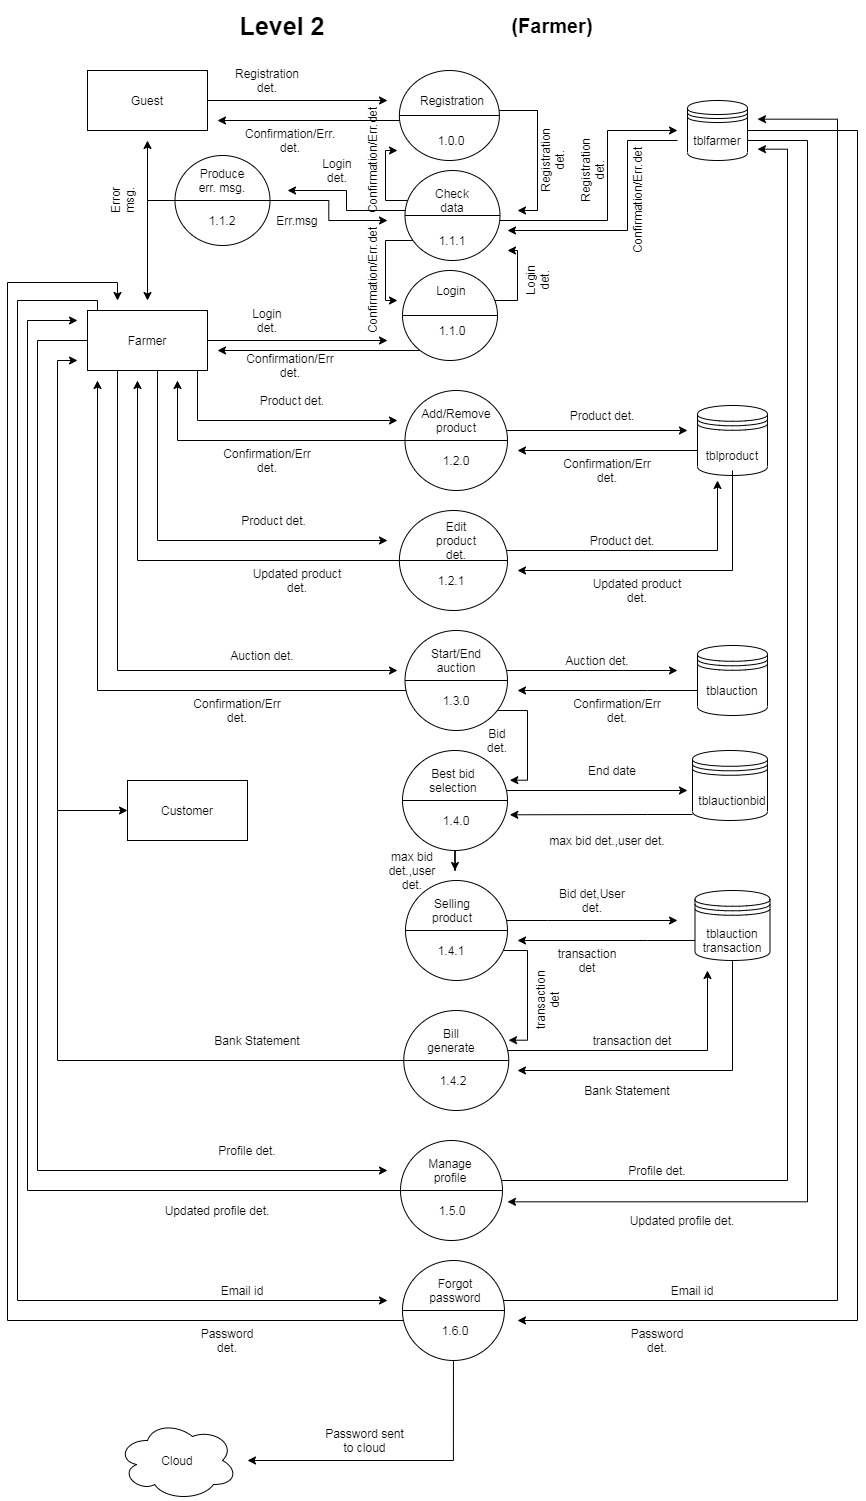 Level 2
(Farmer)
Registration
det.
Guest
Registration
1.0.0
Confirmation/Err.
det.
Confirmation/Err.det
Registration
det.
Registration
det.
Confirmation/Err.det
tblfarmer
Produce
err. msg.
1.1.2
Login
det.
Err.msg
Error
msg.
Check
data
1.1.1
Confirmation/Err.det
Login
1.1.0
Login
det.
Farmer
Login
det.
Confirmation/Err
det.
Product det.
Add/Remove
product
1.2.0
Product det.
Confirmation/Err
det.
Confirmation/Err
det.
tblproduct
Product det.
Edit
product
det.
1.2.1
Product det.
Updated product
det.
Updated product
det.
Auction det.
Start/End
auction
1.3.0
Auction det.
Confirmation/Err
det.
Confirmation/Err
det.
tblauction
Bid
det.
Customer
Best bid
selection
1.4.0
End date
max bid det.,user det.
tblauctionbid
max bid
det.,user
det.
Selling
product
1.4.1
Bid det,User
det.
transaction
det
tblauction
transaction
transaction
det
Bank Statement
Bill
generate
1.4.2
transaction det
Bank Statement
Profile det.
Manage
profile
1.5.0
Profile det.
Updated profile det.
Updated profile det.
Email id
Forgot
password
1.6.0
Email id
Password
det.
Password
det.
Password sent
to cloud
Cloud